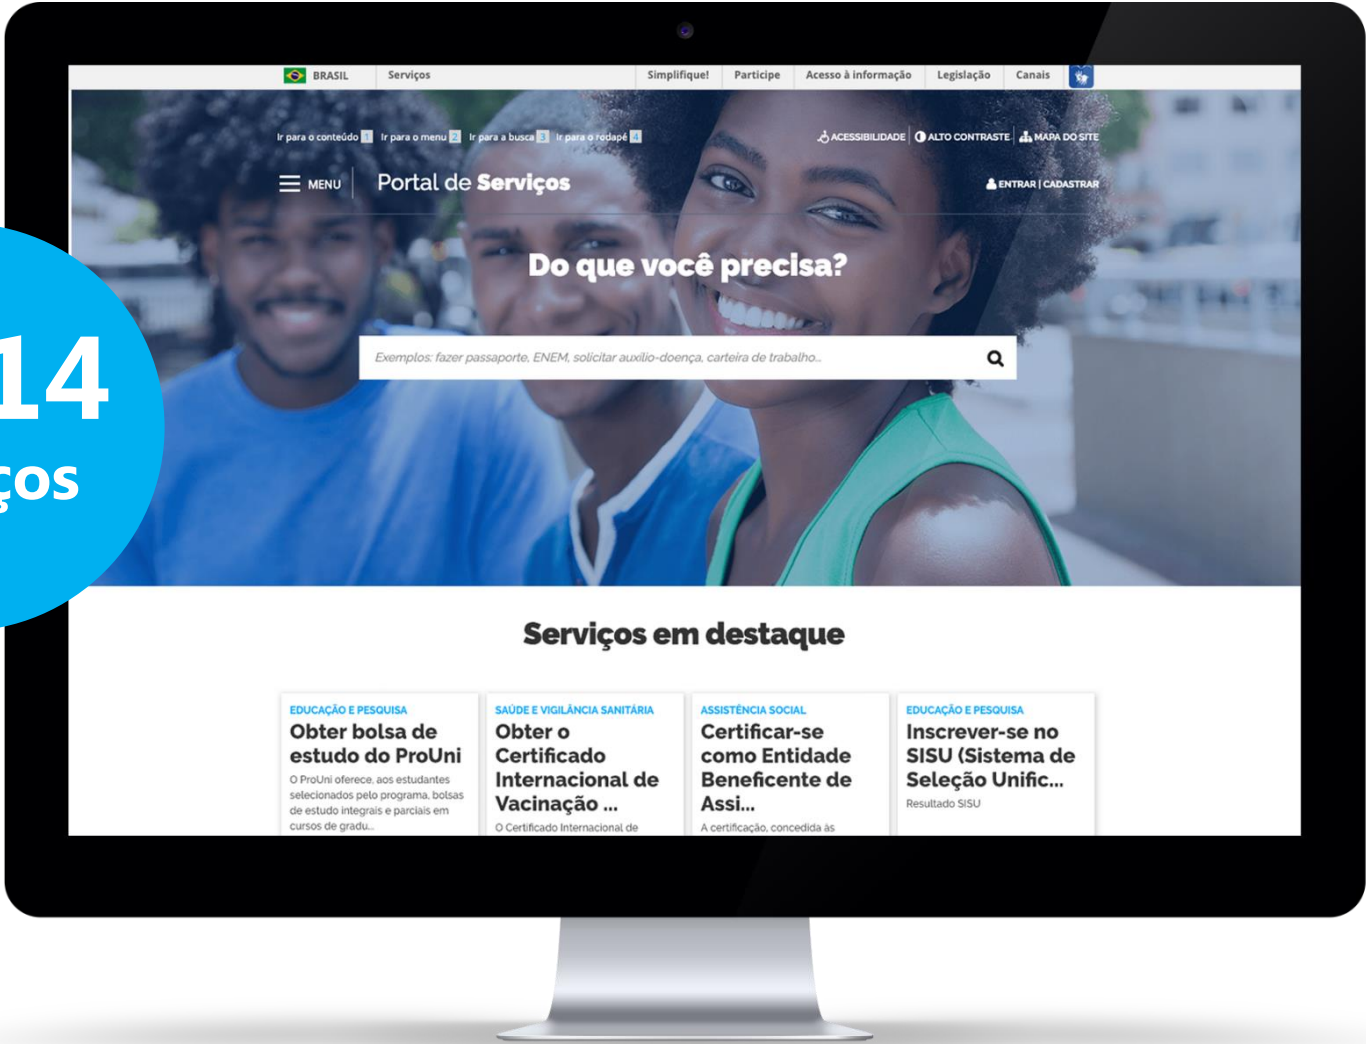 BRASIL Serviços Simplifique! Participe Acesso à informação Legislação Canais
Ir para o conteúdo 1 Ir para o menu 2 Ir para a busca 3 Ir para o rodapé 4 ACESSIBILIDADE ALTO CONTRASTE MAPA DO SITE
MENU Portal de Serviços ENTRAR | CADASTRAR
Do que você precisa?
Exemplos: fazer passaporte, ENEM, solicitar auxílio-doença, carteira de trabalho...
14
ços
Serviços em destaque
EDUCAÇÃO E PESQUISA
Obter bolsa de
estudo do ProUni
O ProUni oferece, aos estudantes
selecionados pelo programa, bolsas
de estudo integrais e parciais em
cursos de gradu...
SAÚDE E VIGILÂNCIA SANITÁRIA
Obter o
Certificado
Internacional de
Vacinação ...
O Certificado Internacional de
ASSISTÊNCIA SOCIAL
Certificar-se
como Entidade
Beneficente de
Assi...
A certificação, concedida às
EDUCAÇÃO E PESQUISA
Inscrever-se no
SISU (Sistema de
Seleção Unific...
Resultado SISU